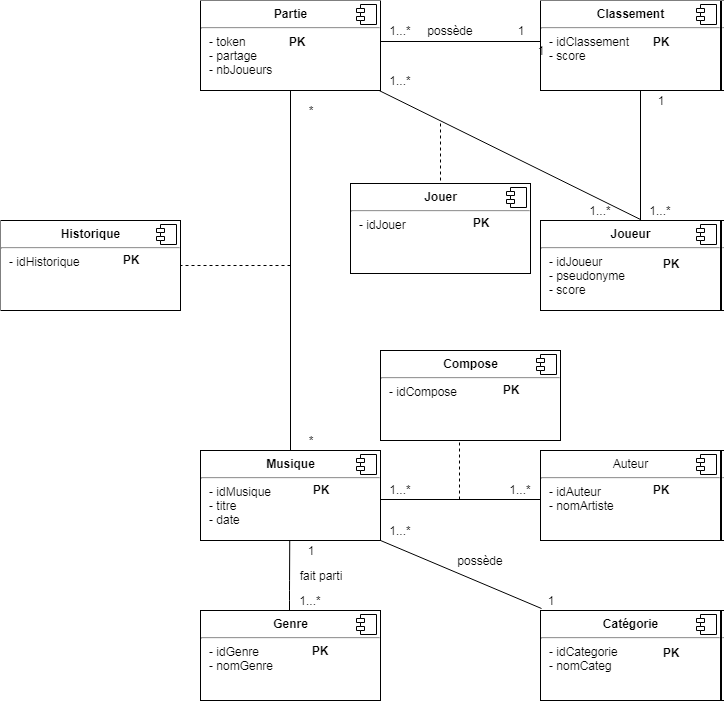 Partie
- token PK
- partage
- nbJoueurs
1...* possède 1
1
Classement
- idClassement PK
- score
1...*
*
1
Jouer
- idJouer PK
1...* 1...*
Historique
- idHistorique PK
Joueur
- idJoueur PK
- pseudonyme
- score
Compose
- idCompose PK
*
Musique
- idMusique PK
- titre
- date
1...* 1...*
Auteur
- idAuteur PK
- nomArtiste
1...*
1
possède
fait parti
1...*
1
Genre
- idGenre PK
- nomGenre
Catégorie
- idCategorie PK
- nomCateg